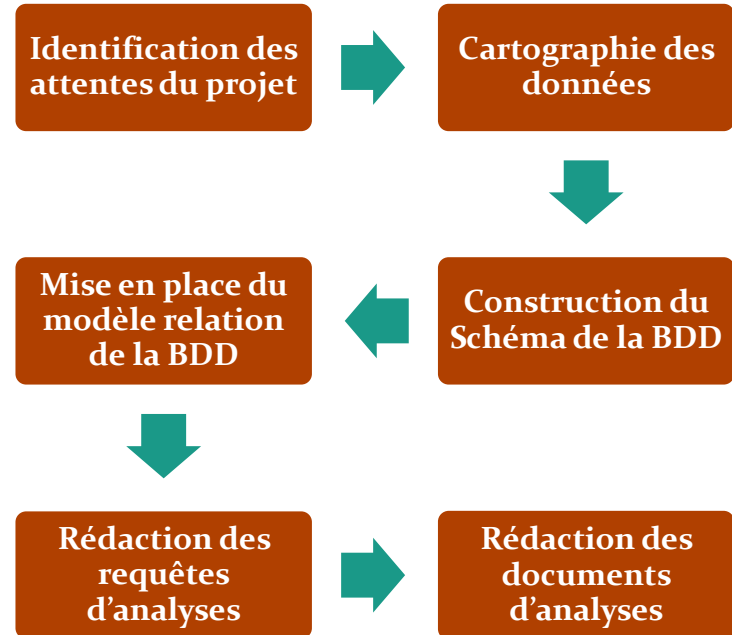 Identification des
attentes du projet
Cartographie des
données
Construction du
Schéma de la BDD
Mise en place du
modèle relation
de la BDD
Rédaction des
requêtes
d'analyses
Rédaction des
documents
d'analyses